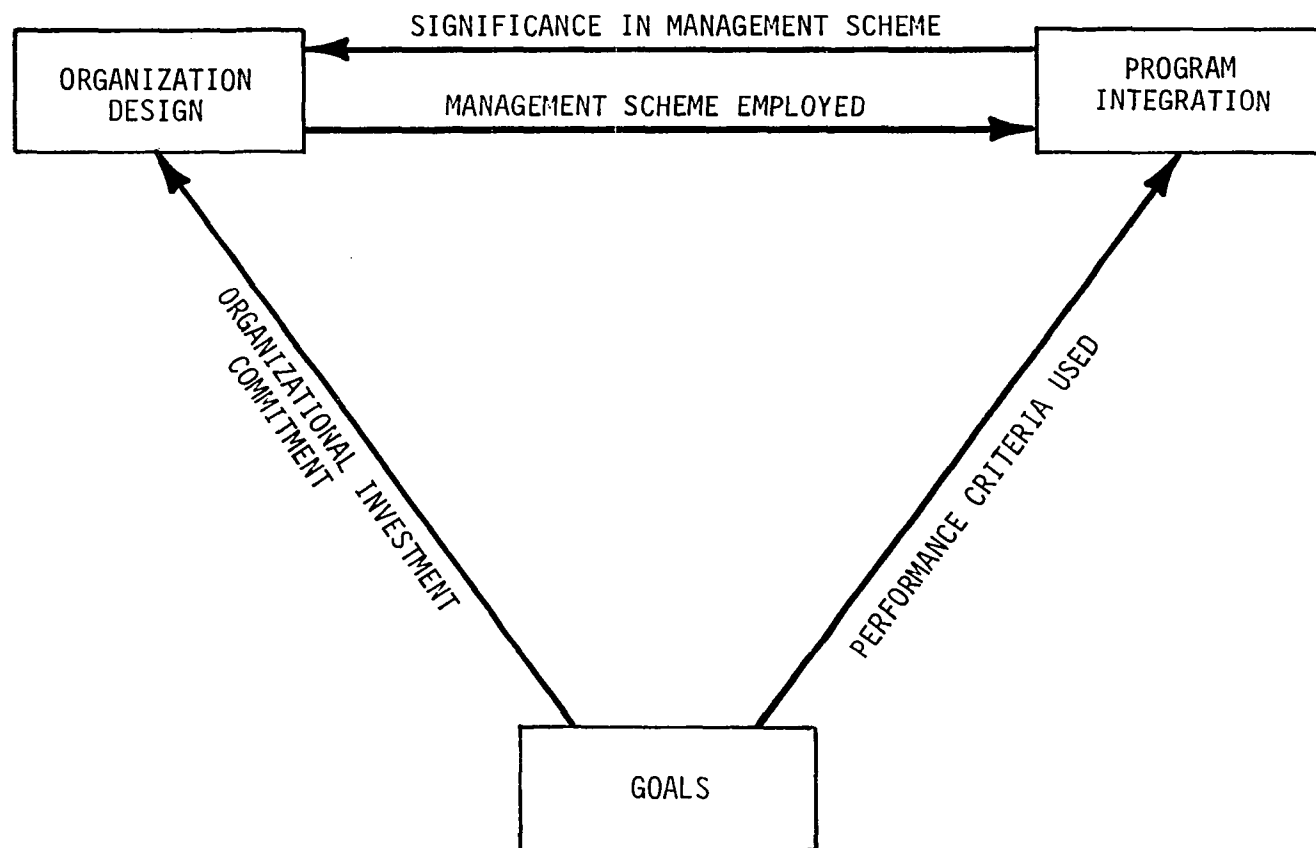 SIGNIFICANCE IN MANAGEMENT SCHEME
ORGANIZATION
DESIGN
PROGRAM
INTEGRATION
MANAGEMENT SCHEME EMPLOYED
ORGANIZATIONAL INVESTMENT
COMMITMENT
PERFORMANCE CRITERIA USED
GOALS